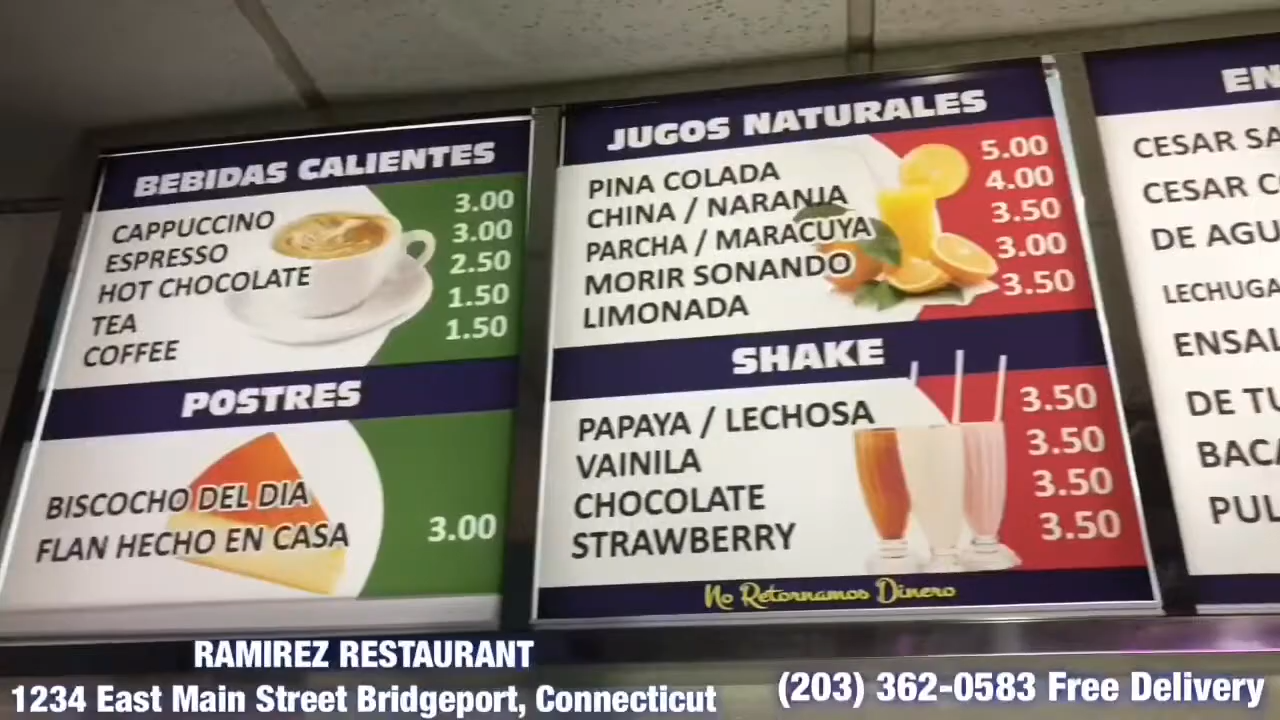 BEBIDAS CALIENTES
CAPPUCCINO 3.00
ESPRESSO 3.00
HOT CHOCOLATE 2.50
TEA 1.50
COFFEE 1.50
POSTRES
BISCOCHO DEL DIA
FLAN HECHO EN CASA 3.00
JUGOS NATURALES
PINA COLADA 5.00
CHINA / NARANJA 4.00
PARCHA / MARACUYA 3.50
MORIR SONANDO 3.00
LIMONADA 3.50
SHAKE
PAPAYA / LECHOSA 3.50
VAINILA 3.50
CHOCOLATE 3.50
STRAWBERRY 3.50
No Retornamos Dinero
EN
CESAR SA
CESAR C
DE AGU
LECHUGA
ENSAL
DE TU
BACA
PUL
RAMIREZ RESTAURANT
1234 East Main Street Bridgeport, Connecticut
(203) 362-0583 Free Delivery